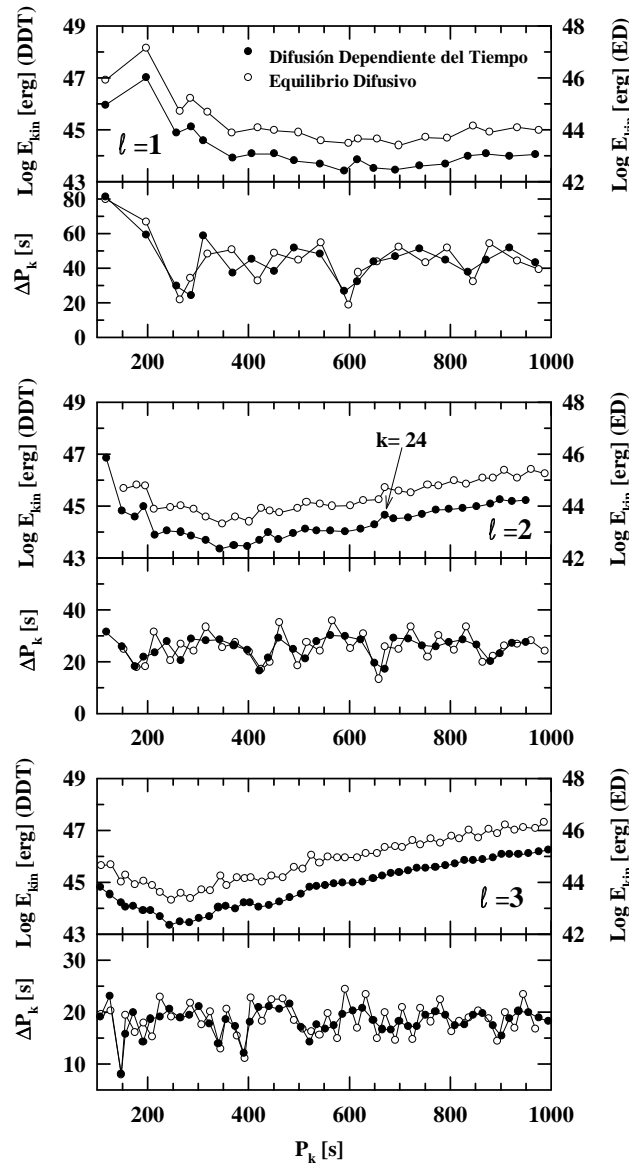 49
48
Difusión Dependiente del Tiempo
Equilibrio Difusivo
47
46
45
44
43
42
ℓ=1
Log E_kin [erg] (DDT)
Log E_kin [erg] (ED)
80
60
40
20
0
ΔP_k [s]
200 400 600 800 1000
49
48
k= 24
47
46
45
44
43
42
ℓ=2
Log E_kin [erg] (DDT)
Log E_kin [erg] (ED)
40
20
0
ΔP_k [s]
200 400 600 800 1000
49
48
47
46
45
44
43
42
ℓ=3
Log E_kin [erg] (DDT)
Log E_kin [erg] (ED)
30
20
10
ΔP_k [s]
200 400 600 800 1000
P_k [s]